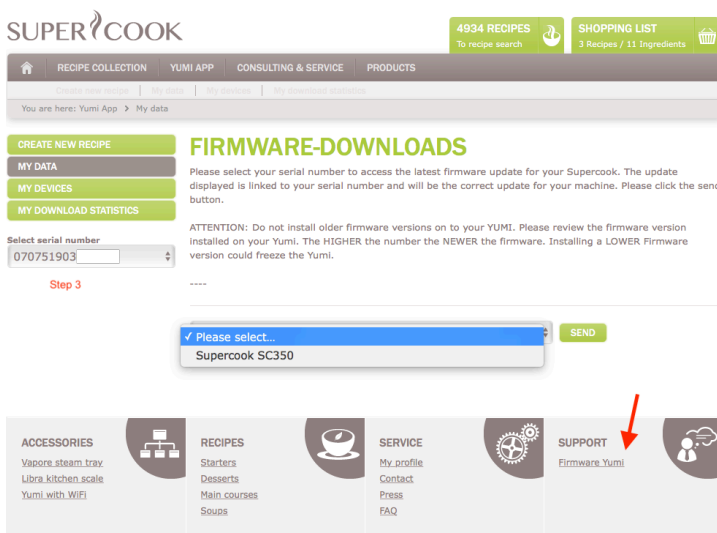 SUPER COOK
4934 RECIPES
To recipe search
SHOPPING LIST
3 Recipes / 11 Ingredients
RECIPE COLLECTION YUMI APP CONSULTING & SERVICE PRODUCTS
Create new recipe | My data | My devices | My download statistics
You are here: Yumi App > My data
CREATE NEW RECIPE
MY DATA
MY DEVICES
MY DOWNLOAD STATISTICS
Select serial number
070751903
Step 3
FIRMWARE-DOWNLOADS
Please select your serial number to access the latest firmware update for your Supercook. The update
displayed is linked to your serial number and will be the correct update for your machine. Please click the send
button.
ATTENTION: Do not install older firmware versions on to your YUMI. Please review the firmware version
installed on your Yumi. The HIGHER the number the NEWER the firmware. Installing a LOWER Firmware
version could freeze the Yumi.
----
✓ Please select...
Supercook SC350
SEND
ACCESSORIES
Vapore steam tray
Libra kitchen scale
Yumi with WiFi
RECIPES
Starters
Desserts
Main courses
Soups
SERVICE
My profile
Contact
Press
FAQ
SUPPORT
Firmware Yumi